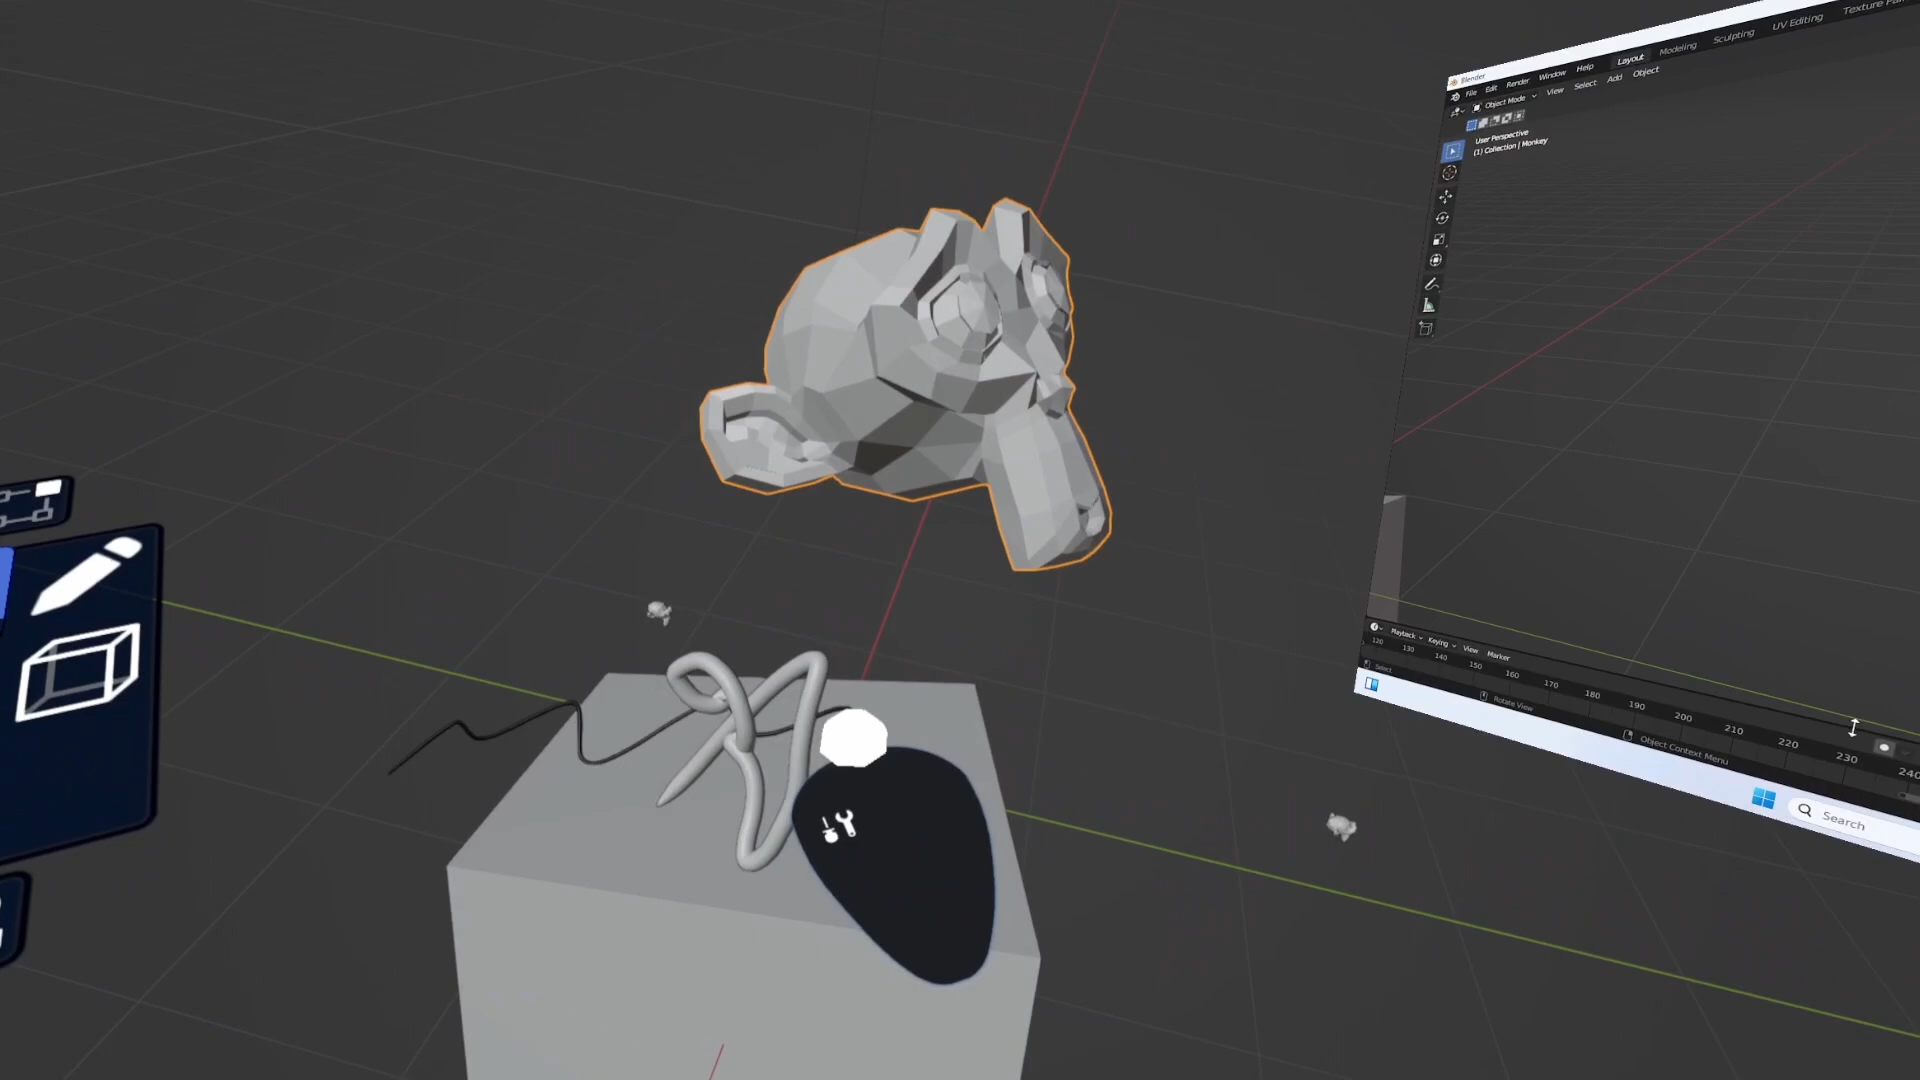 Blender
File Edit Render Window Help Layout Modeling Sculpting UV Editing
Object Mode View Select Add Object
User Perspective
(1) Collection | Monkey
Playback Keying View Marker
120 130 140 150 160 170 180 190 200 210 220 230 240
Select Rotate View Object Context Menu
Search